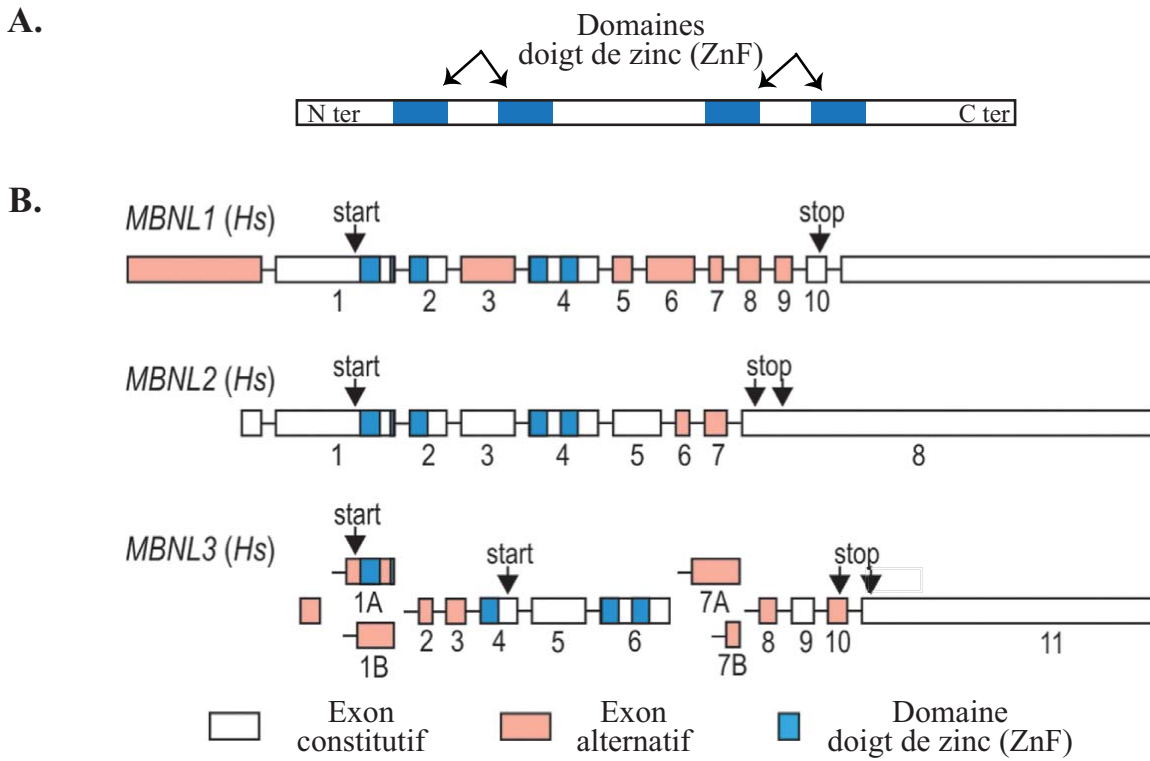 A.
Domaines
doigt de zinc (ZnF)
N ter
C ter
B.
MBNL1 (Hs)
start
stop
1 2 3 4 5 6 7 8 9 10
MBNL2 (Hs)
start
stop
1 2 3 4 5 6 7 8
MBNL3 (Hs)
start
start
stop
1A
7A
2 3 4 5 6 8 9 10 11
1B
7B
Exon
constitutif
Exon
alternatif
Domaine
doigt de zinc (ZnF)